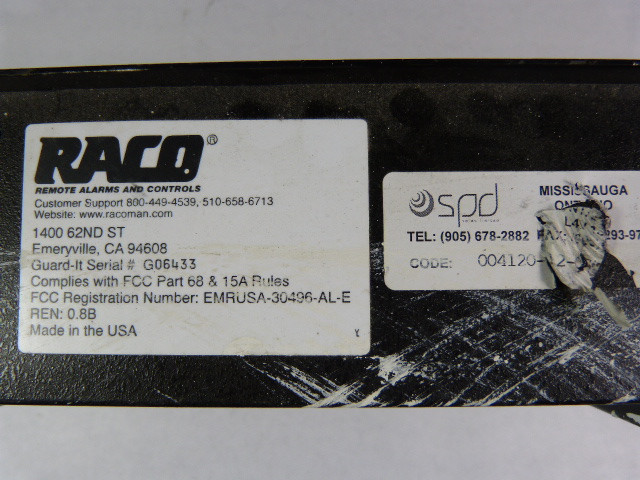 RACO®
REMOTE ALARMS AND CONTROLS
Customer Support 800-449-4539, 510-658-6713
Website: www.racoman.com
1400 62ND ST
Emeryville, CA 94608
Guard-It Serial # G06433
Complies with FCC Part 68 & 15A Rules
FCC Registration Number: EMRUSA-30496-AL-E
REN: 0.8B
Made in the USA
spd
MISSISSAUGA
TEL: (905) 678-2882
CODE: 004120-